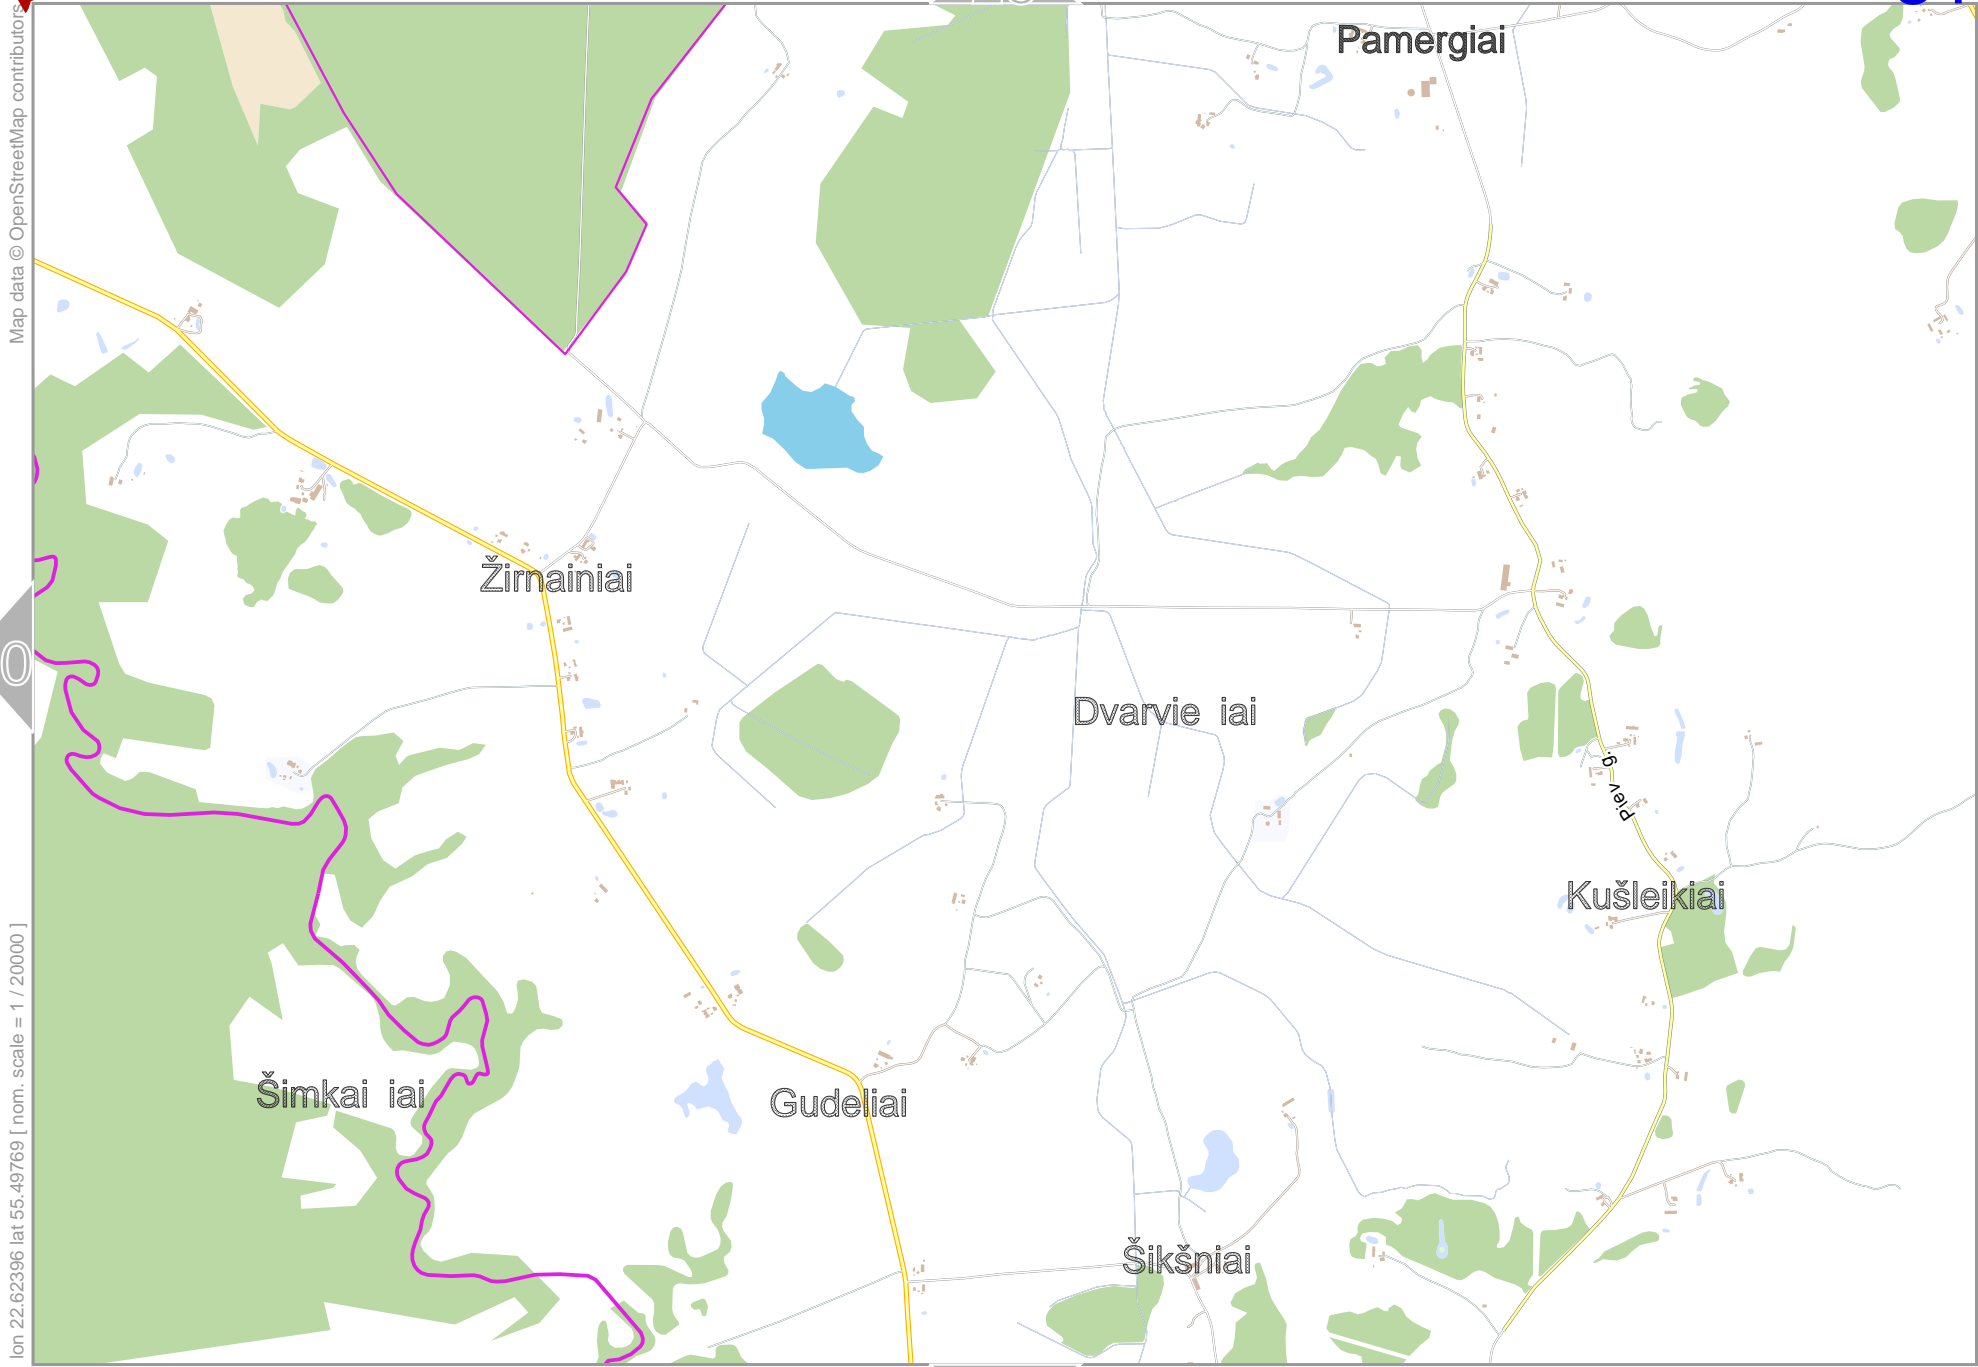 Pamergiai
Map data © OpenStreetMap contributors
Žirnainiai
0
Dvarvie iai
Piev g.
Kušleikiai
Šimkai iai
Gudeliai
Šikšniai
lon 22.62396 lat 55.49769 [ nom. scale = 1 / 20000 ]